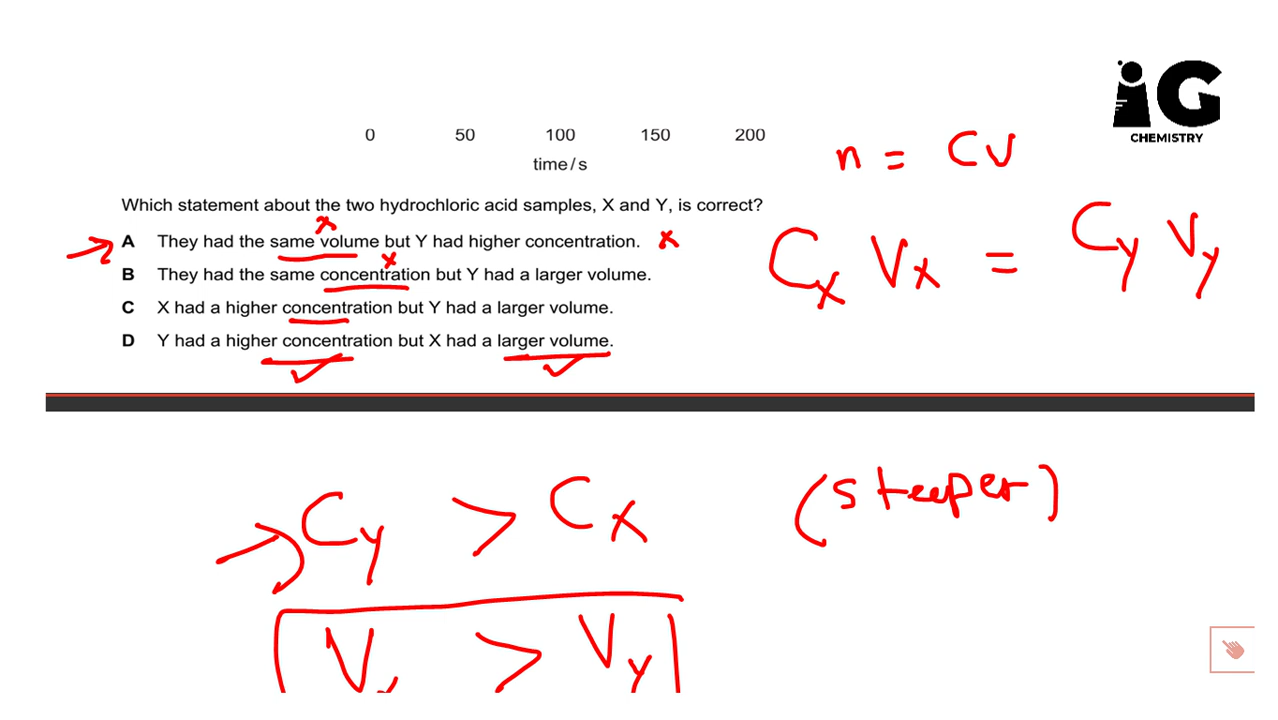 iG
CHEMISTRY
0 50 100 150 200
time/s
n = CV
Which statement about the two hydrochloric acid samples, X and Y, is correct?
A They had the same volume but Y had higher concentration.
B They had the same concentration but Y had a larger volume.
C X had a higher concentration but Y had a larger volume.
D Y had a higher concentration but X had a larger volume.
Cx Vx = Cy Vy
Cy > Cx (steeper)
Vx > Vy